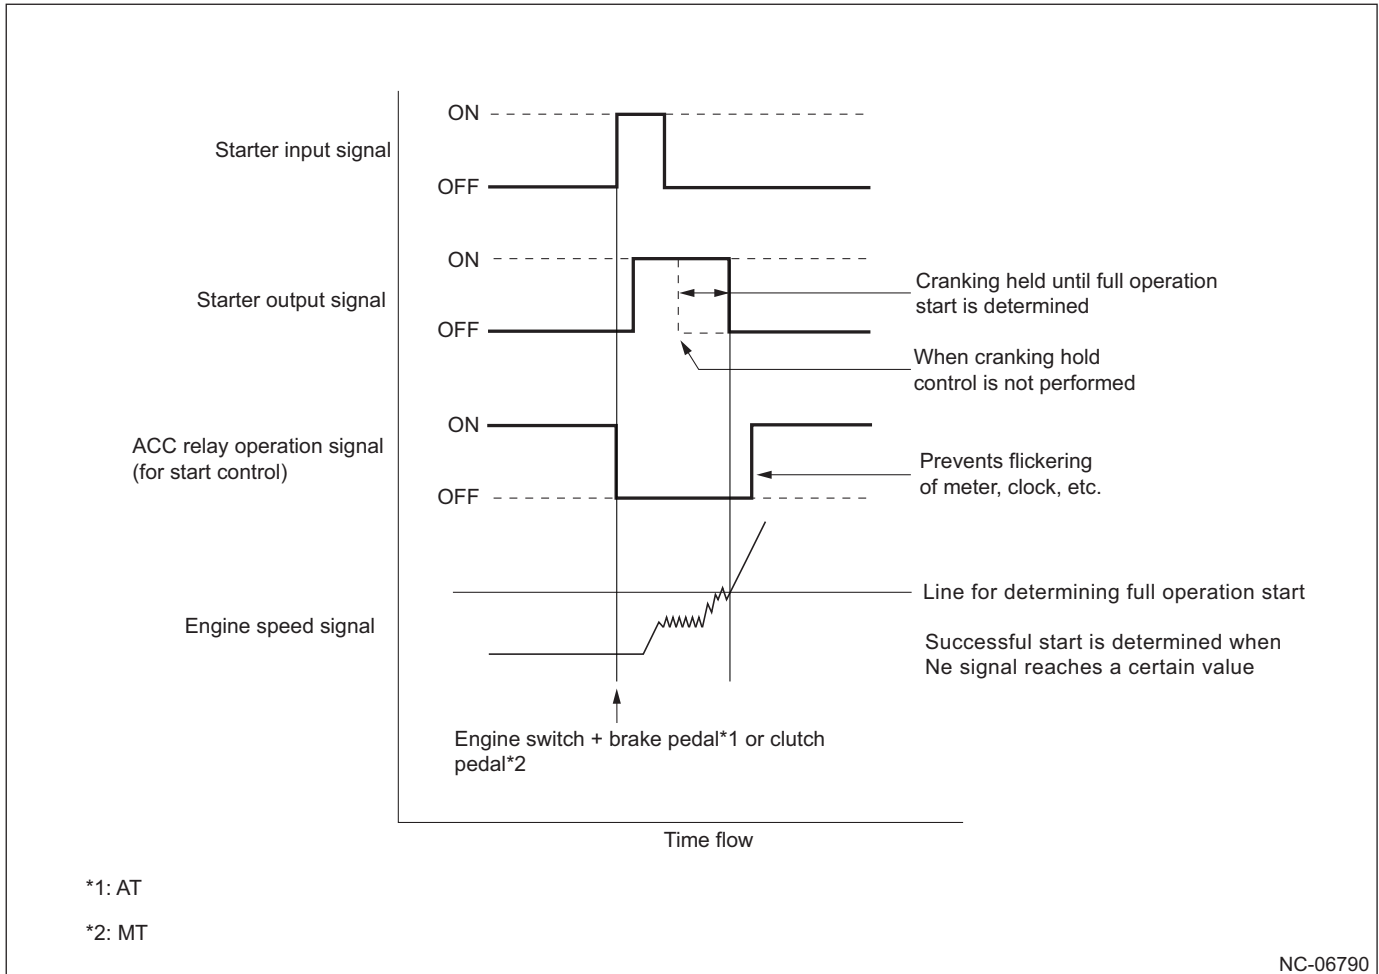 ON
Starter input signal
OFF
ON
Starter output signal
Cranking held until full operation
start is determined
OFF
When cranking hold
control is not performed
ON
ACC relay operation signal
(for start control)
Prevents flickering
of meter, clock, etc.
OFF
Line for determining full operation start
Engine speed signal
Successful start is determined when
Ne signal reaches a certain value
Engine switch + brake pedal*1 or clutch
pedal*2
Time flow
*1: AT
*2: MT
NC-06790